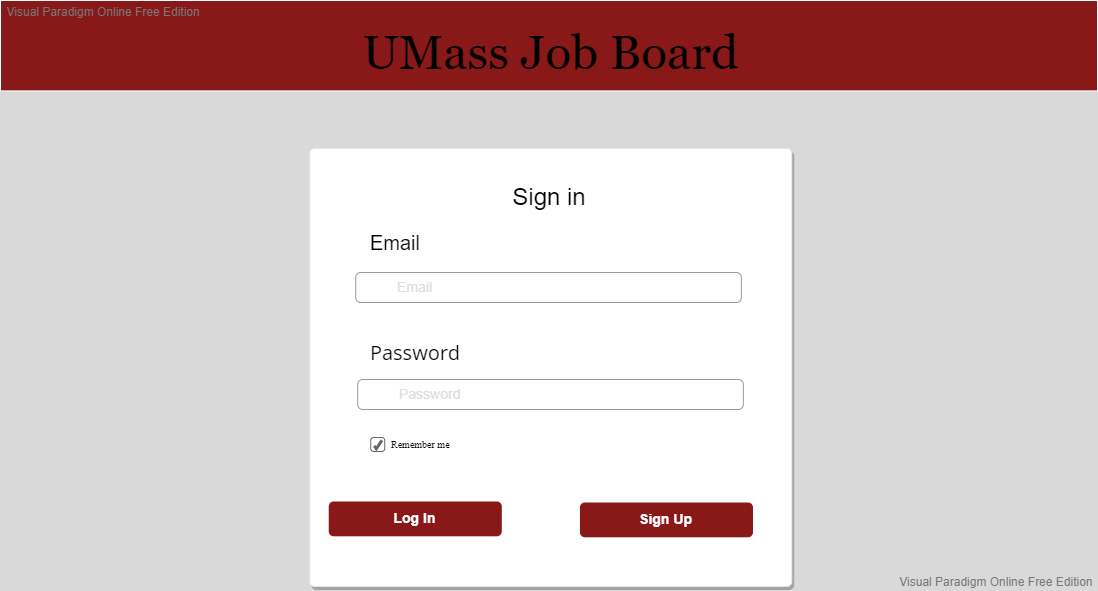 Visual Paradigm Online Free Edition
UMass Job Board
Sign in
Email
Email
Password
Password
Remember me
Log In
Sign Up
Visual Paradigm Online Free Edition